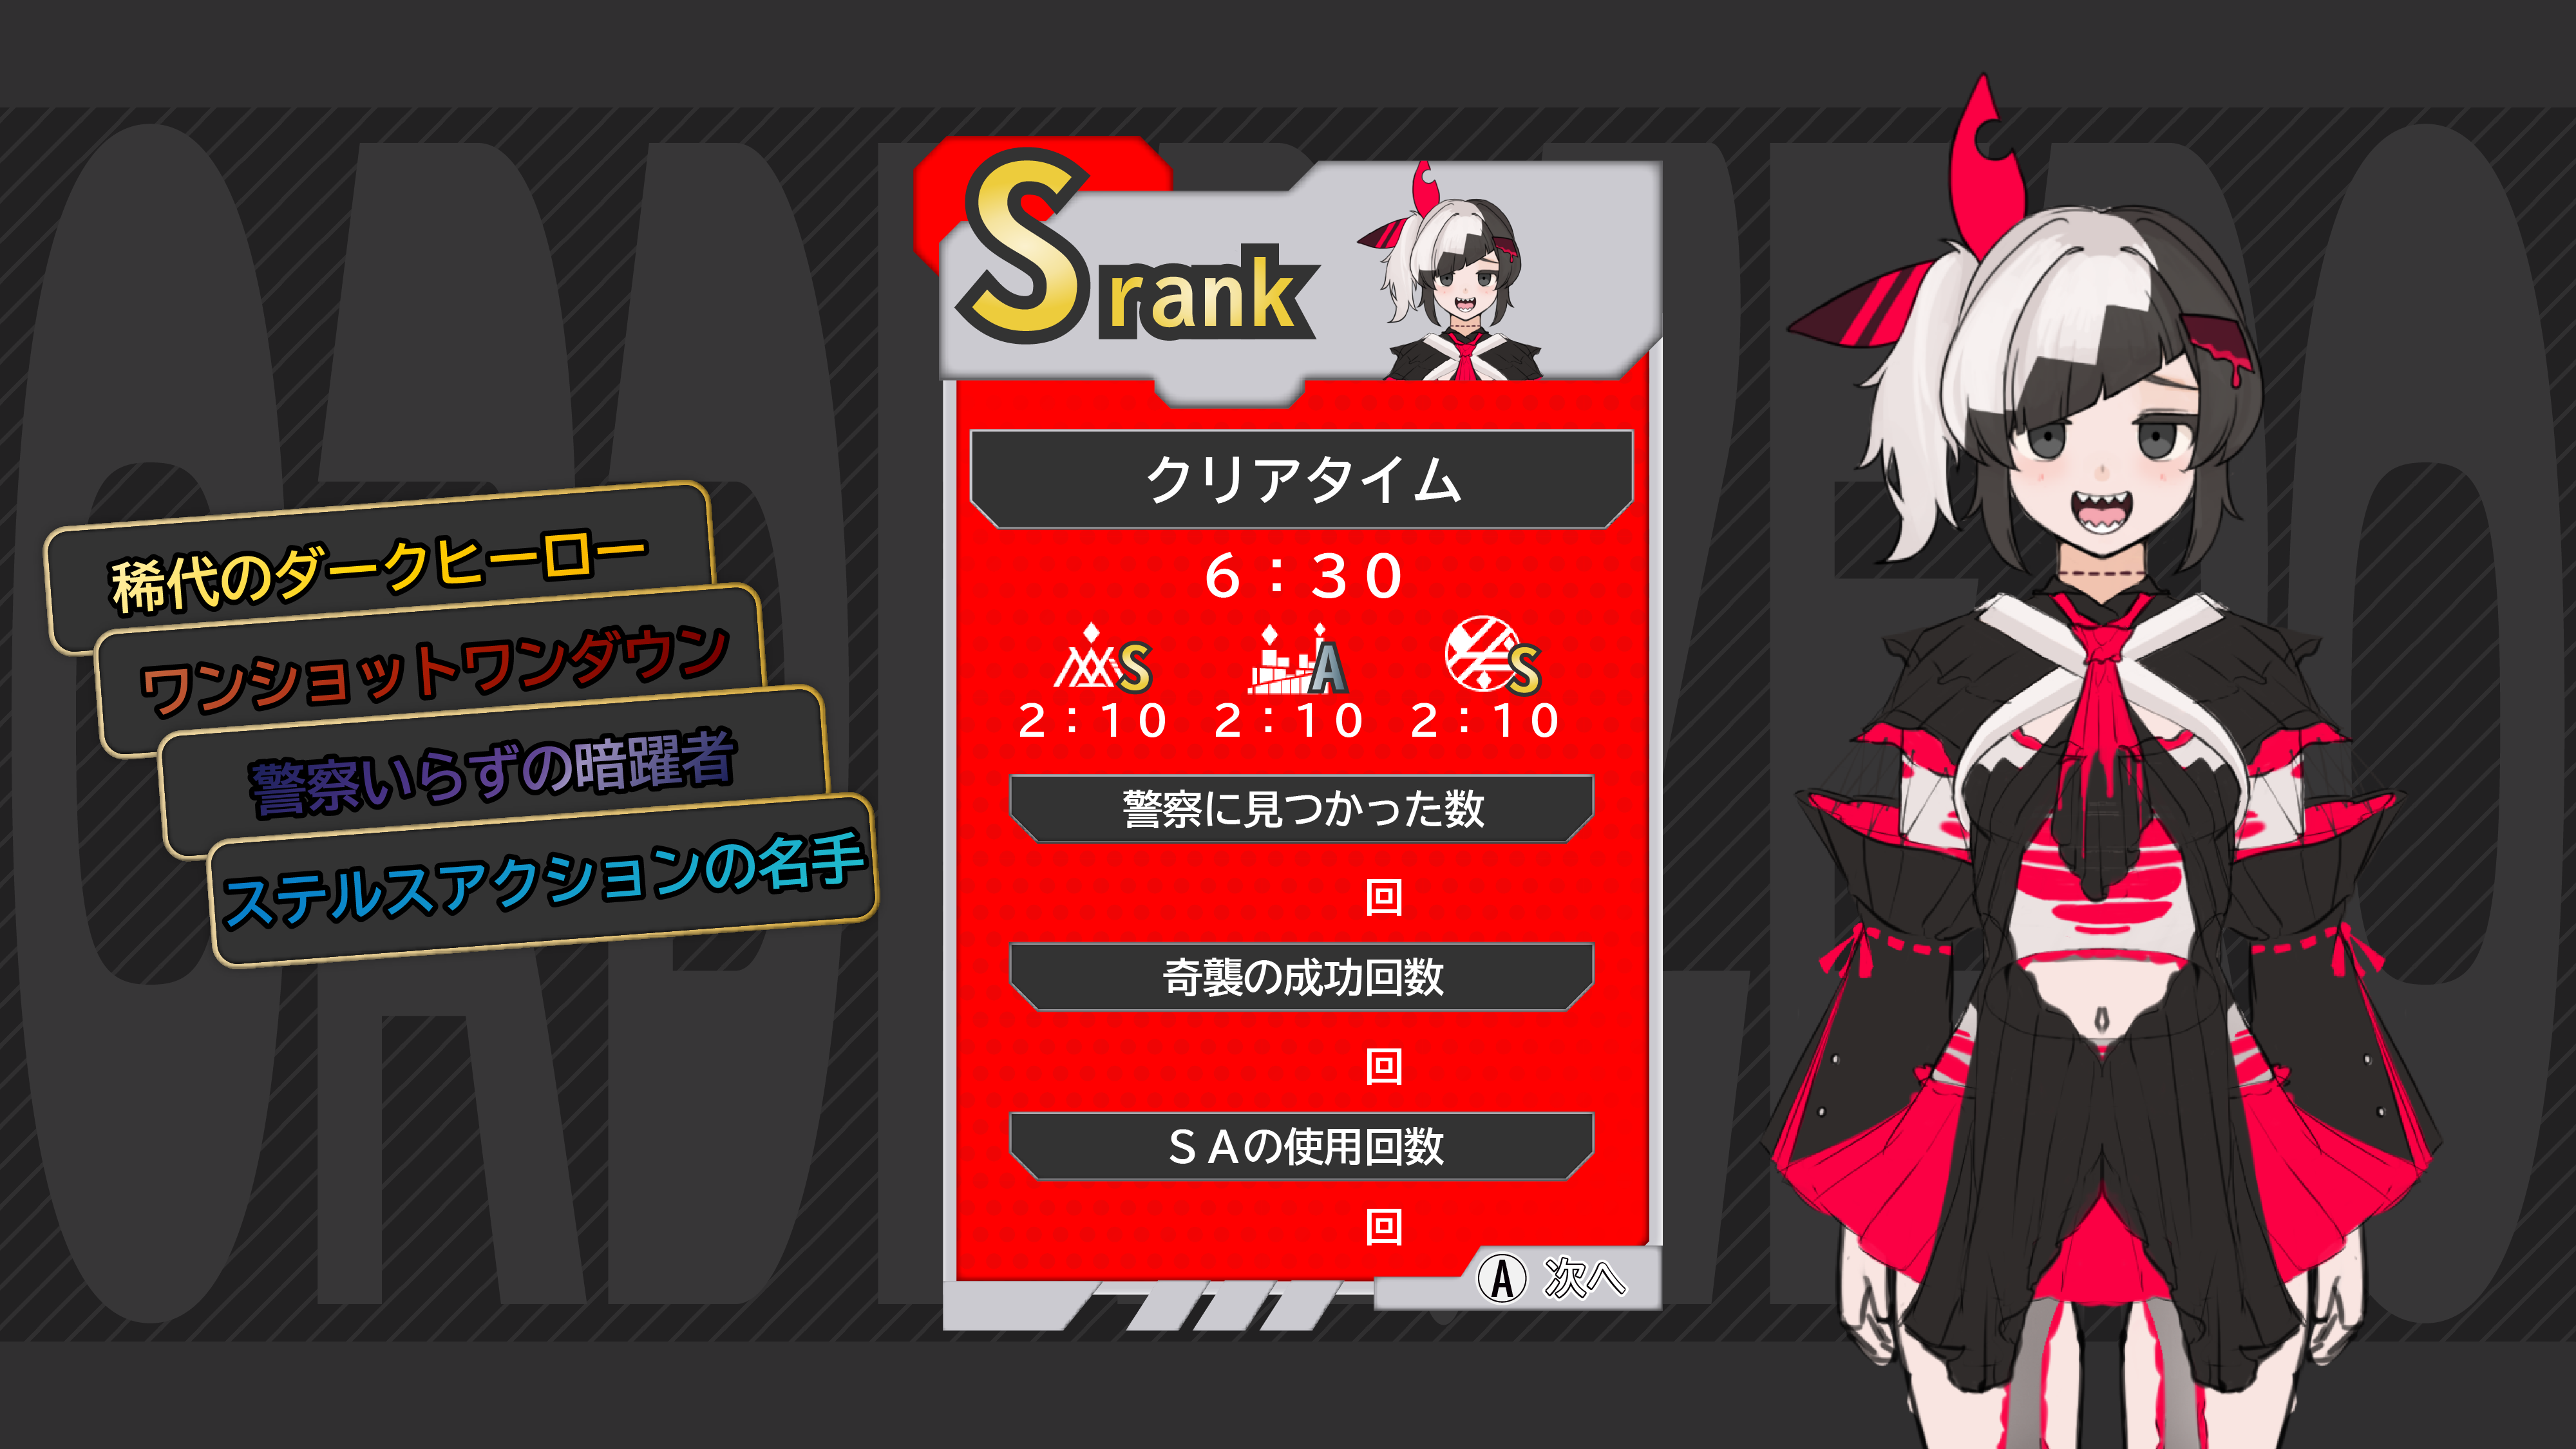 稀代のダークヒーロー
ワンショットワンダウン
警察いらずの暗躍者
ステルスアクションの名手
S rank
クリアタイム
6：30
S A S
2：10 2：10 2：10
警察に見つかった数
回
奇襲の成功回数
回
ＳＡの使用回数
回
A 次へ